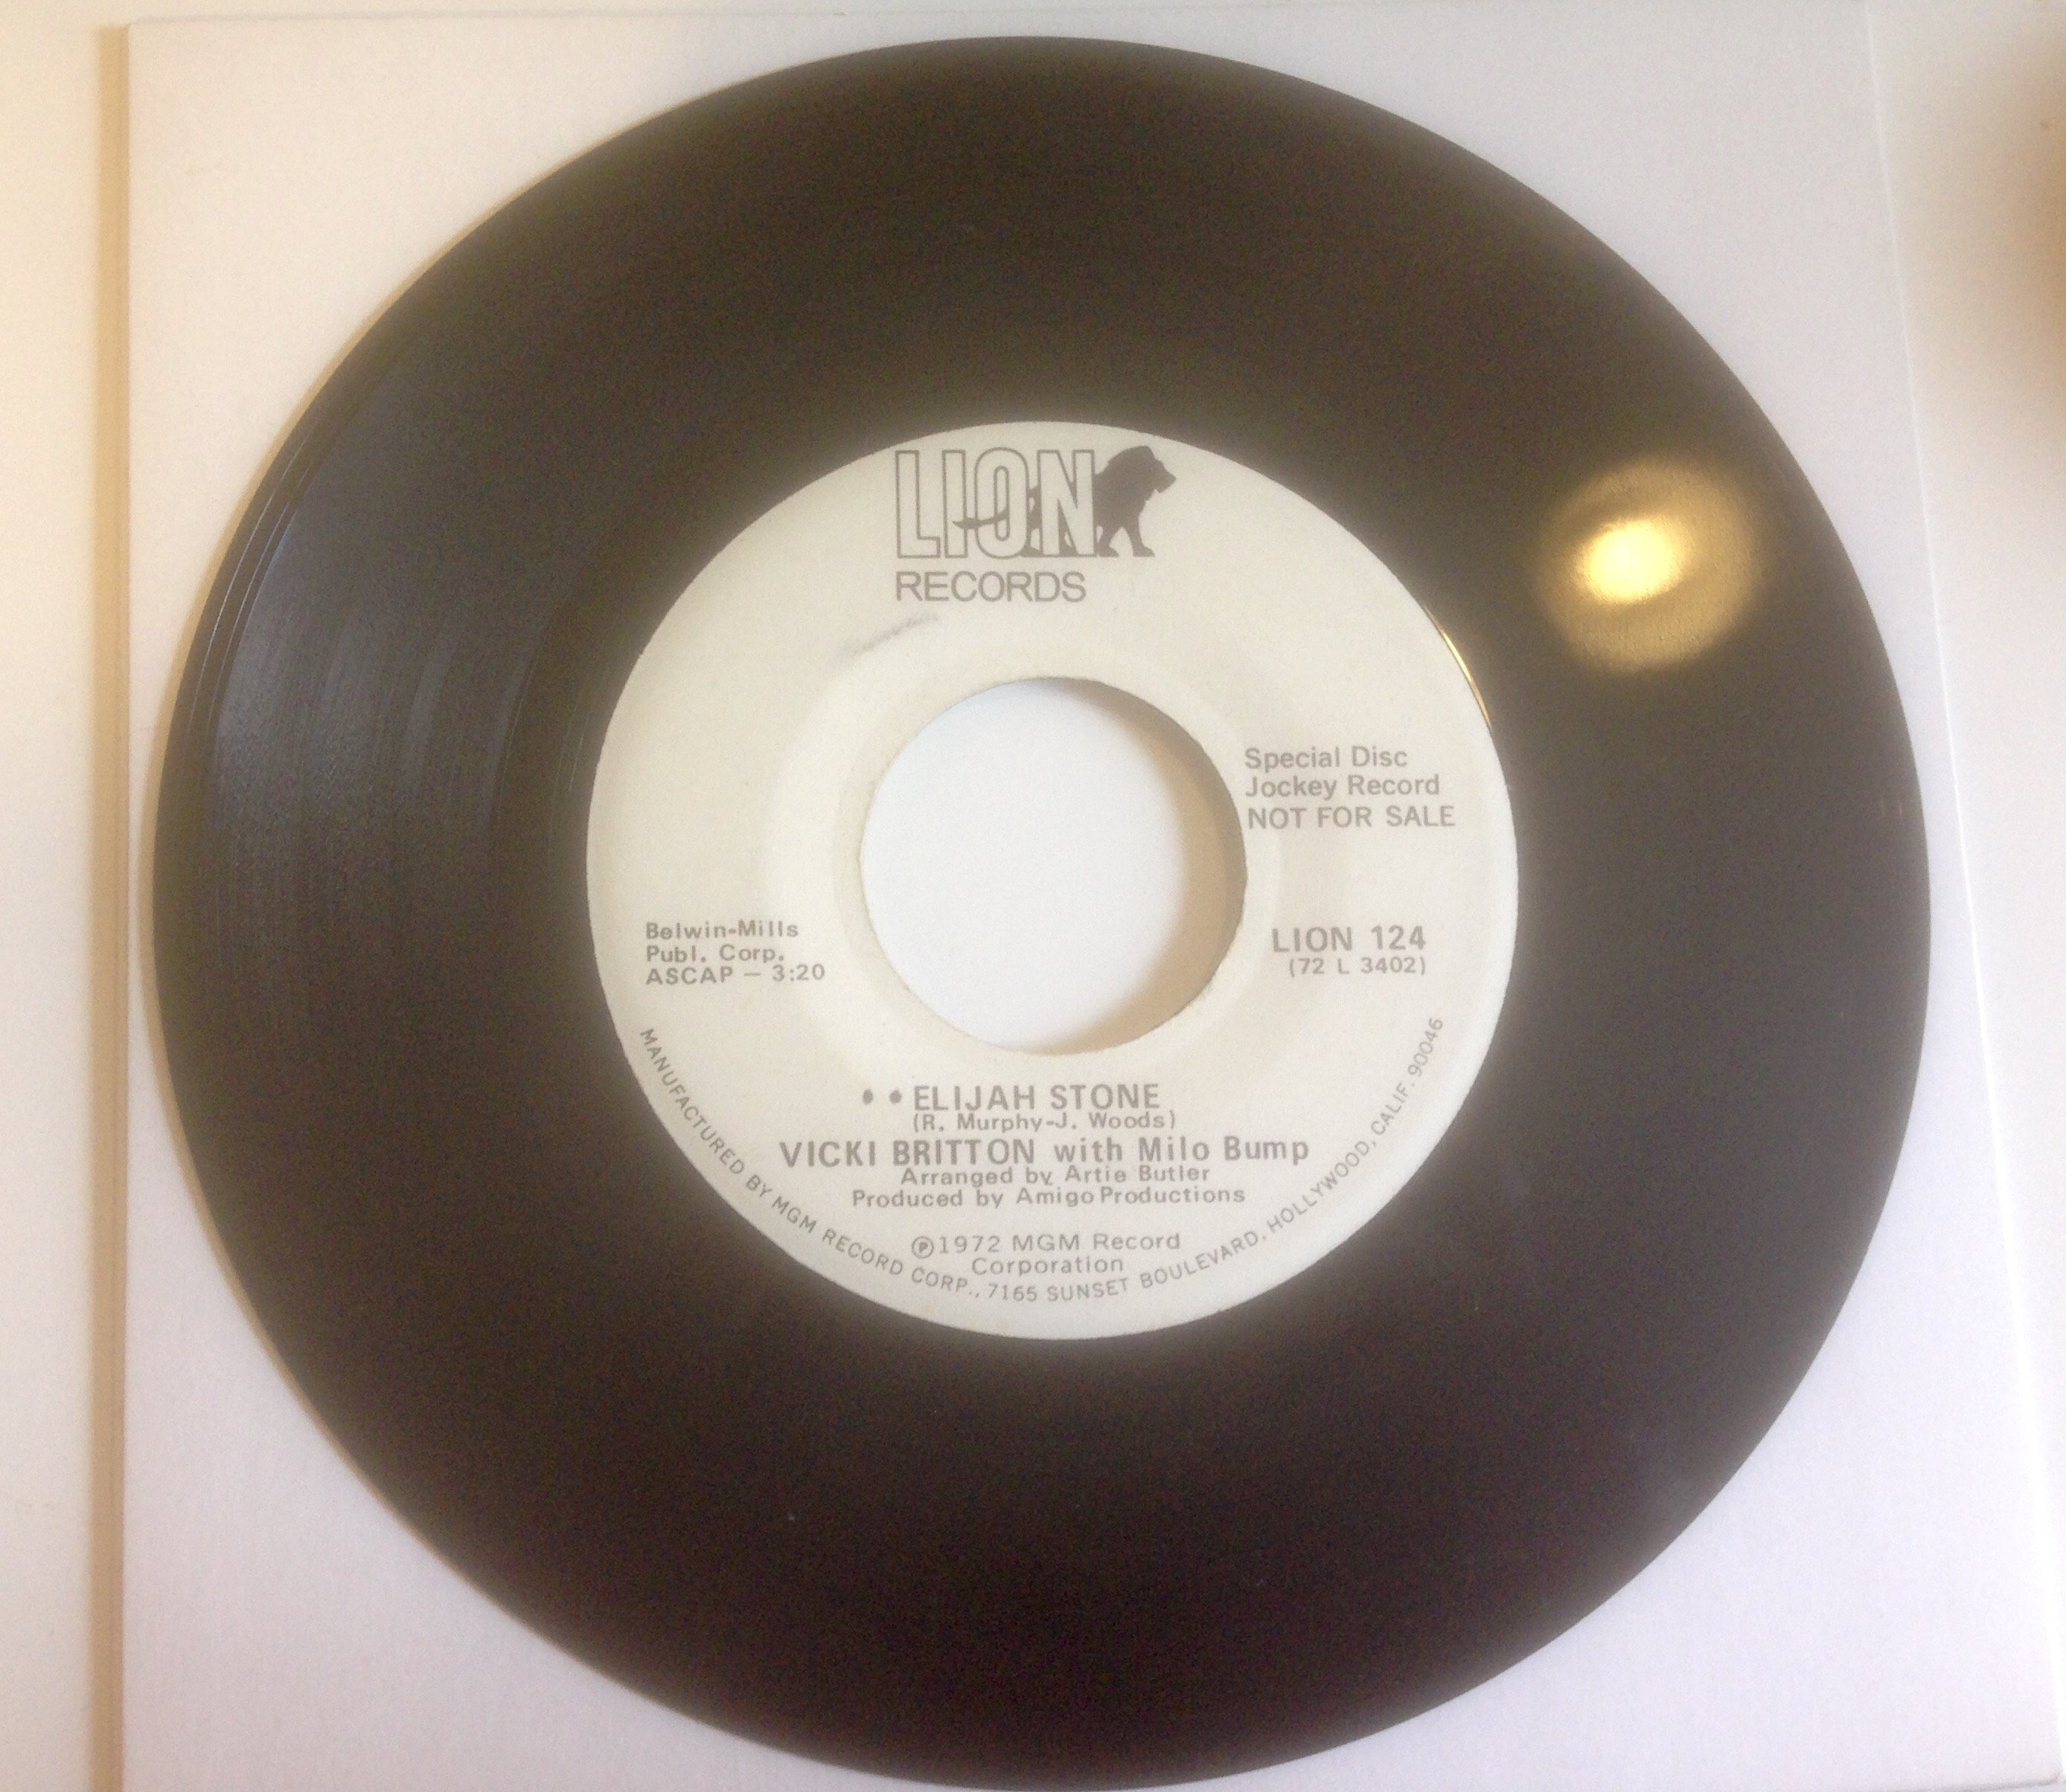 LION
RECORDS
Special Disc
Jockey Record
NOT FOR SALE
Belwin-Mills
Publ. Corp.
ASCAP — 3:20
LION 124
(72 L 3402)
• • ELIJAH STONE
(R. Murphy-J. Woods)
VICKI BRITTON with Milo Bump
Arranged by Artie Butler
Produced by Amigo Productions
Ⓟ1972 MGM Record
Corporation
MANUFACTURED BY MGM RECORD CORP., 7165 SUNSET BOULEVARD, HOLLYWOOD, CALIF. 90046